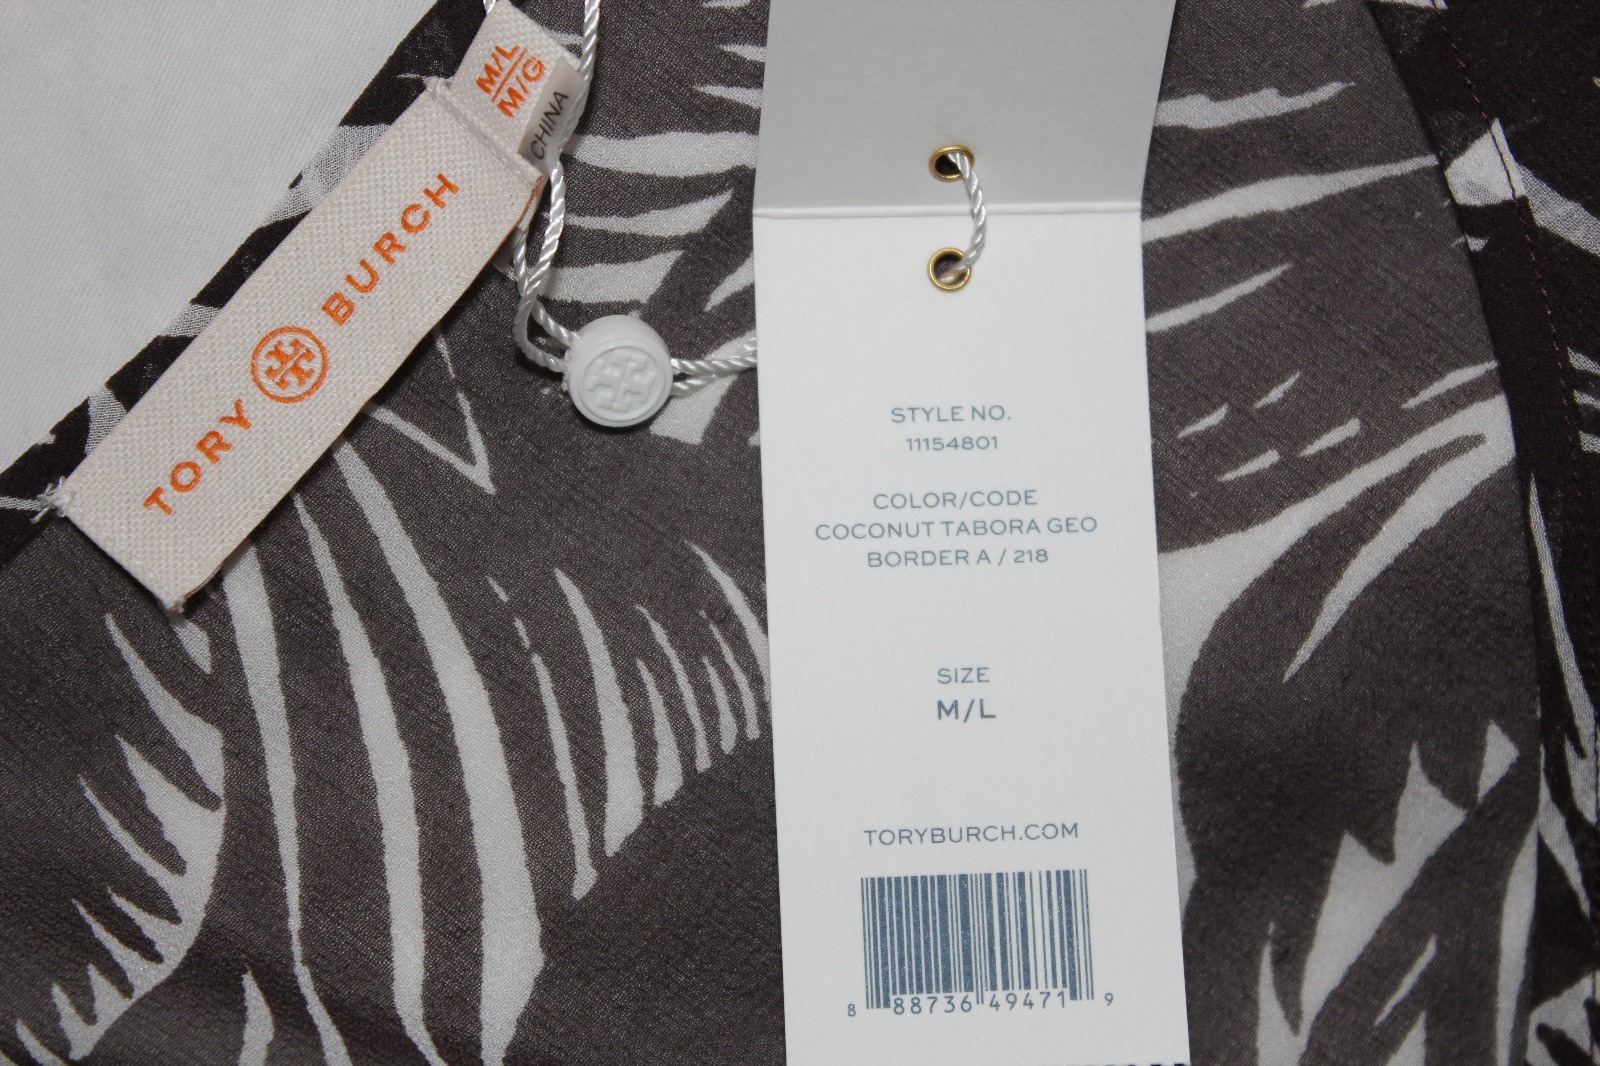 M/L
M/G
CHINA
TORY BURCH
STYLE NO.
11154801
COLOR/CODE
COCONUT TABORA GEO
BORDER A / 218
SIZE
M/L
TORYBURCH.COM
8 88736 49471 9